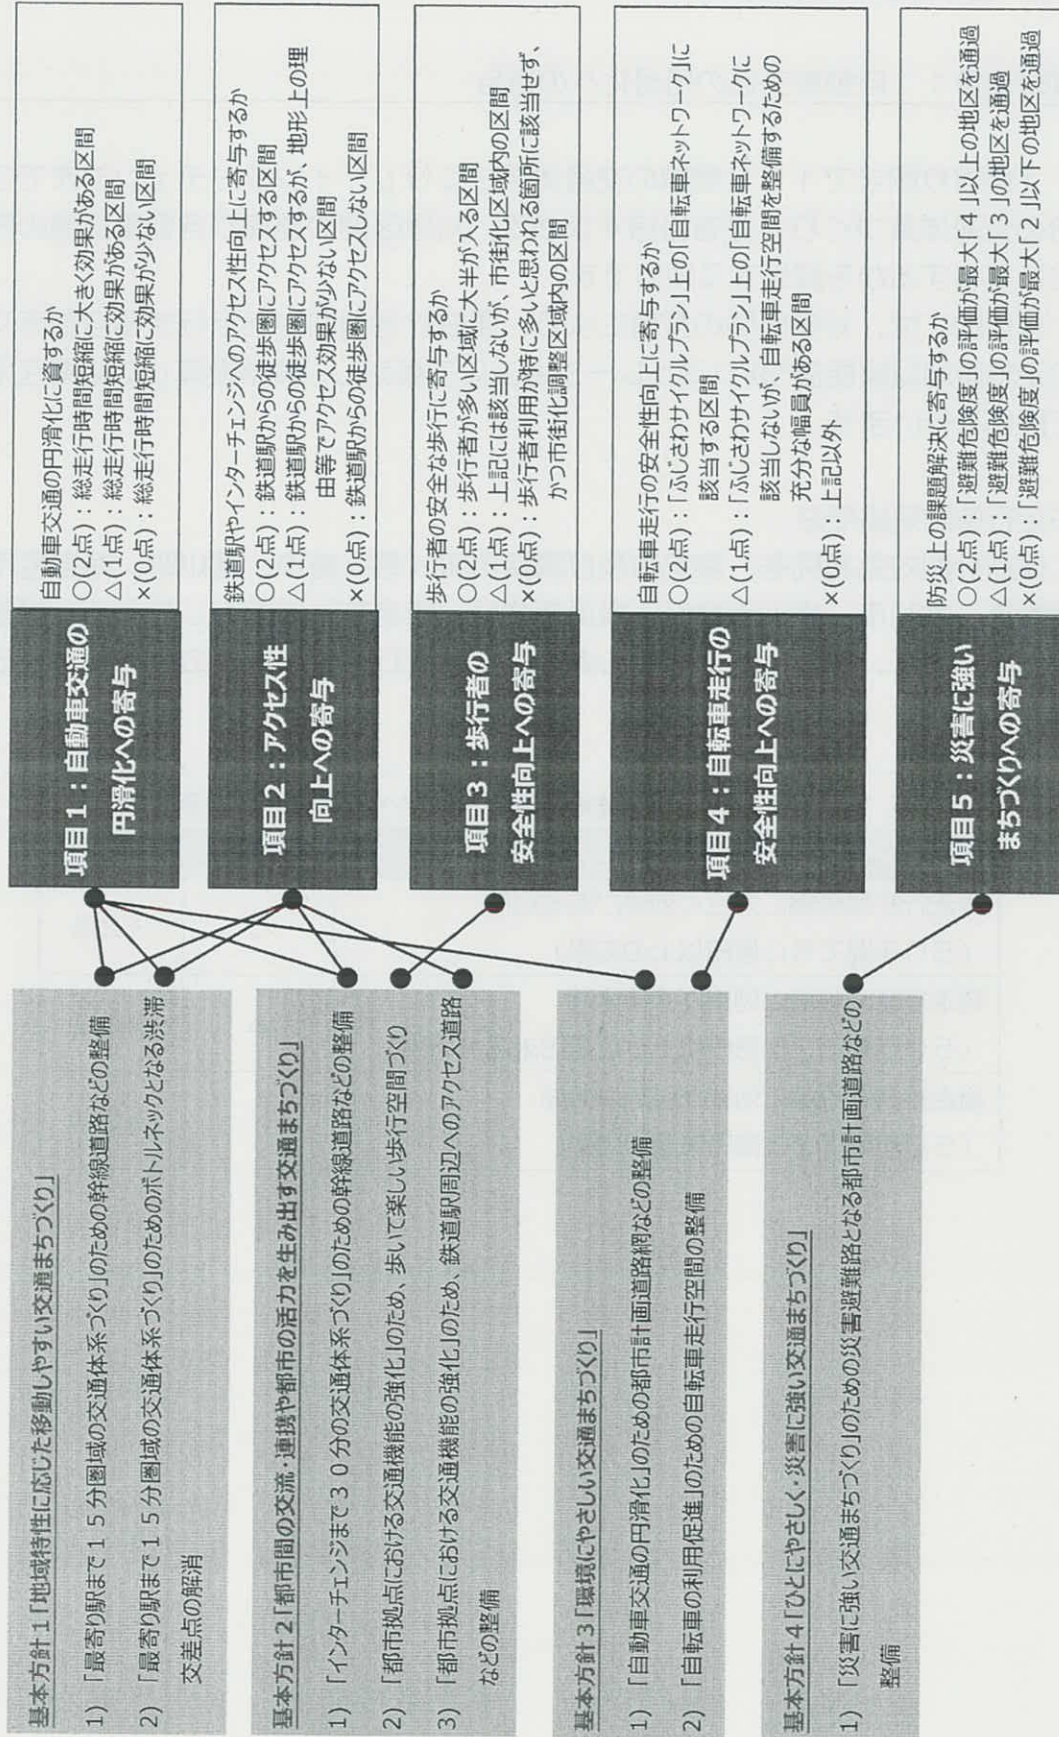 基本方針1「地域特性に応じた移動しやすい交通まちづくり」
1) 「最寄り駅まで15分圏域の交通体系づくり」のための幹線道路などの整備
2) 「最寄り駅まで15分圏域の交通体系づくり」のためのボトルネックとなる渋滞
交差点の解消
基本方針2「都市間の交流・連携や都市の活力を生み出す交通まちづくり」
1) 「インターチェンジまで30分の交通体系づくり」のための幹線道路などの整備
2) 「都市拠点における交通機能の強化」のため、歩いて楽しい歩行空間づくり
3) 「都市拠点における交通機能の強化」のため、鉄道駅周辺へのアクセス道路
などの整備
基本方針3「環境にやさしい交通まちづくり」
1) 「自動車交通の円滑化」のための都市計画道路網などの整備
2) 「自転車の利用促進」のための自転車走行空間の整備
基本方針4「ひとにやさしく・災害に強い交通まちづくり」
1) 「災害に強い交通まちづくり」のための災害避難路となる都市計画道路などの
整備
項目1：自動車交通の
円滑化への寄与
自動車交通の円滑化に資するか
○(2点)：総走行時間短縮に大きく効果がある区間
△(1点)：総走行時間短縮に効果がある区間
×(0点)：総走行時間短縮に効果が少ない区間
項目2：アクセス性
向上への寄与
鉄道駅やインターチェンジへのアクセス性向上に寄与するか
○(2点)：鉄道駅からの徒歩圏にアクセスする区間
△(1点)：鉄道駅からの徒歩圏にアクセスするが、地形上の理
由等でアクセス効果が少ない区間
×(0点)：鉄道駅からの徒歩圏にアクセスしない区間
項目3：歩行者の
安全性向上への寄与
歩行者の安全な歩行に寄与するか
○(2点)：歩行者が多い区域に大半が入る区間
△(1点)：上記には該当しないが、市街化区域内の区間
×(0点)：歩行者利用が特に多いと思われる箇所に該当せず、
かつ市街化調整区域内の区間
項目4：自転車走行の
安全性向上への寄与
自転車走行の安全性向上に寄与するか
○(2点)：「ふじさわサイクルプラン」上の「自転車ネットワーク」に
該当する区間
△(1点)：「ふじさわサイクルプラン」上の「自転車ネットワーク」に
該当しないが、自転車走行空間を整備するための
充分な幅員がある区間
×(0点)：上記以外
項目5：災害に強い
まちづくりへの寄与
防災上の課題解決に寄与するか
○(2点)：「避難危険度」の評価が最大「4」以上の地区を通過
△(1点)：「避難危険度」の評価が最大「3」の地区を通過
×(0点)：「避難危険度」の評価が最大「2」以下の地区を通過